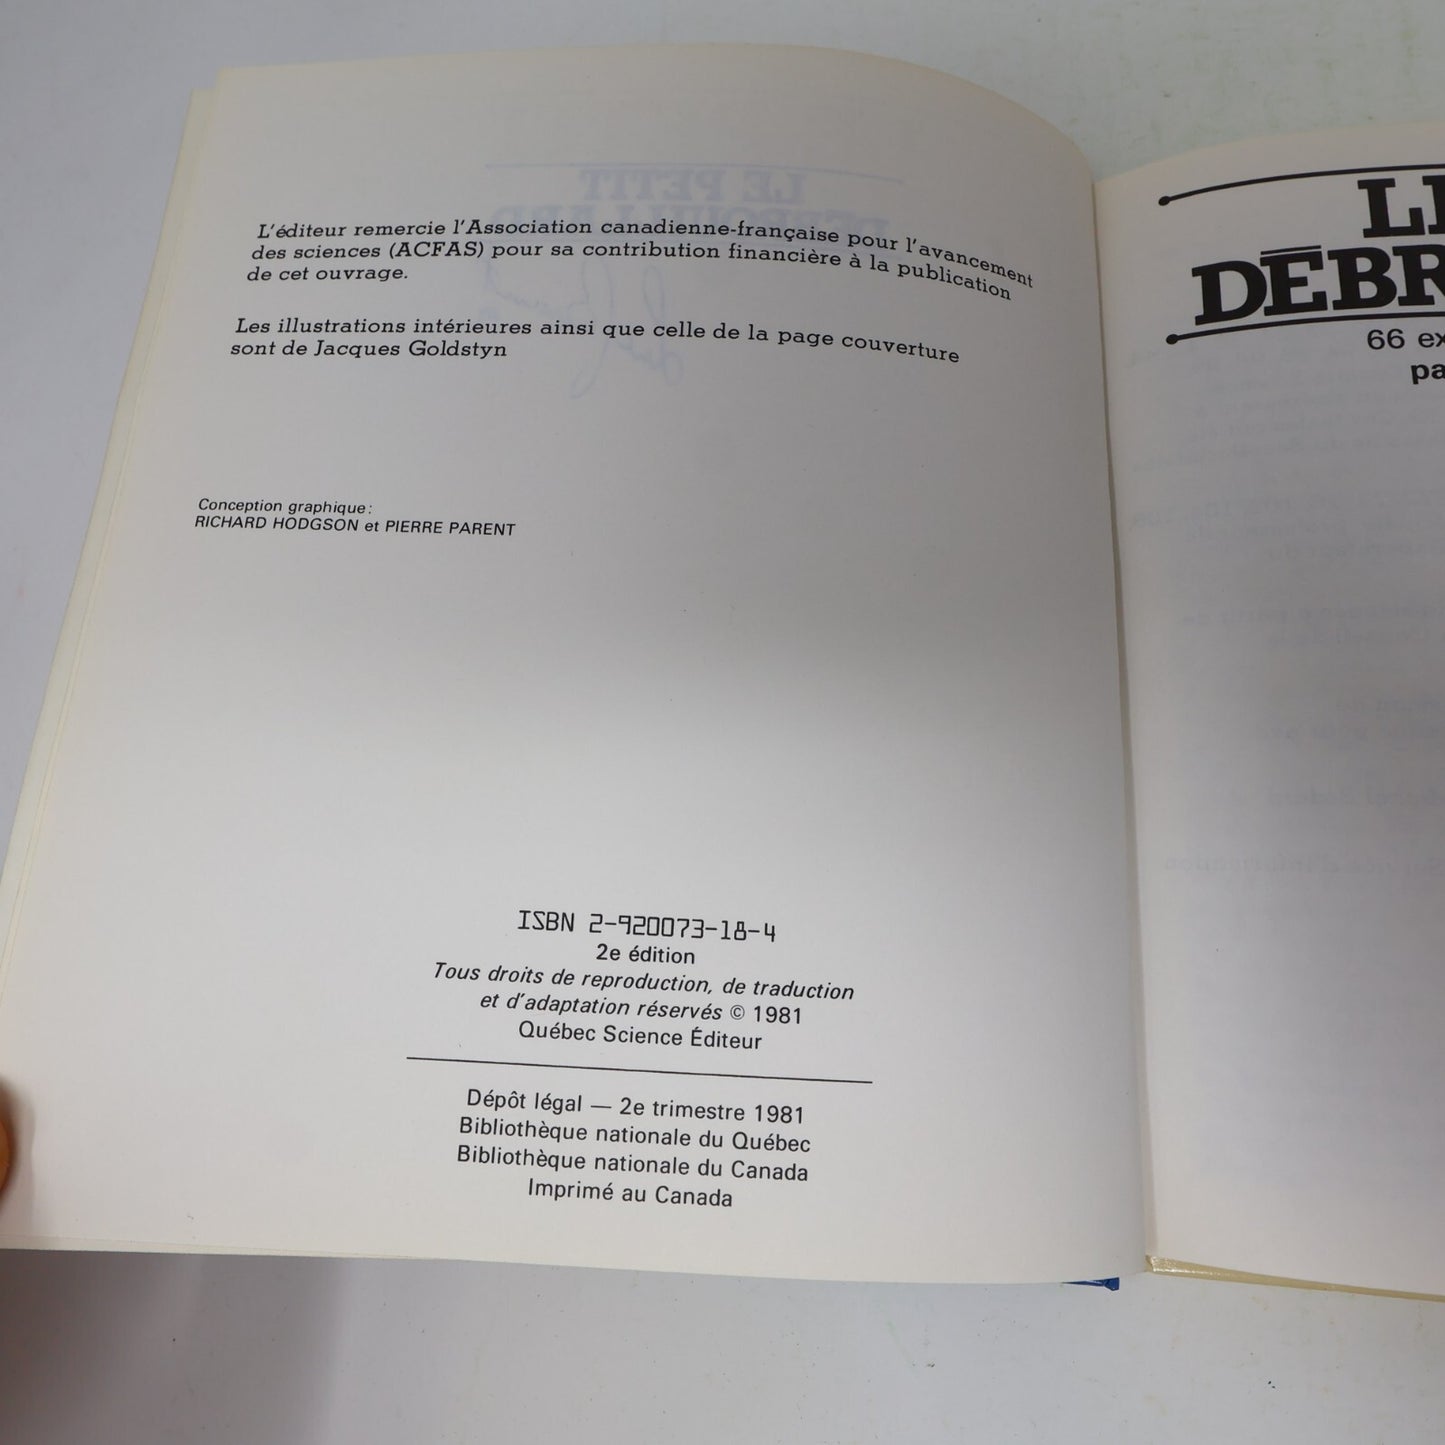 L'éditeur remercie l'Association canadienne-française pour l'avancement
des sciences (ACFAS) pour sa contribution financière à la publication
de cet ouvrage.
Les illustrations intérieures ainsi que celle de la page couverture
sont de Jacques Goldstyn
Conception graphique:
RICHARD HODGSON et PIERRE PARENT
ISBN 2-920073-18-4
2e édition
Tous droits de reproduction, de traduction
et d'adaptation réservés © 1981
Québec Science Éditeur
Dépôt légal — 2e trimestre 1981
Bibliothèque nationale du Québec
Bibliothèque nationale du Canada
Imprimé au Canada
LE
DÉBR
66 ex
pa